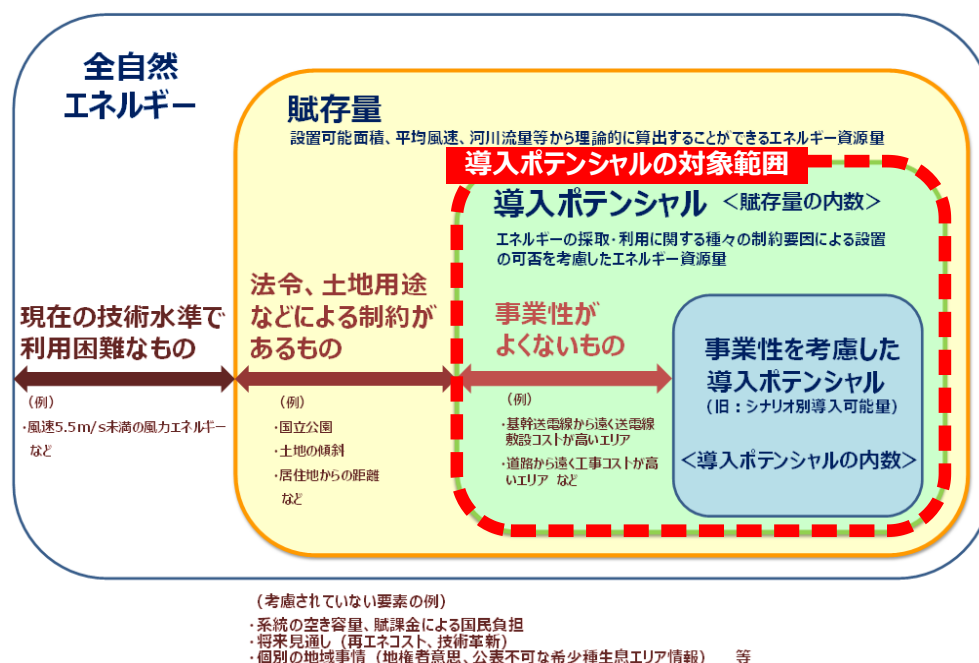 全自然
エネルギー
賦存量
設置可能面積、平均風速、河川流量等から理論的に算出することができるエネルギー資源量
導入ポテンシャルの対象範囲
導入ポテンシャル <賦存量の内数>
エネルギーの採取・利用に関する種々の制約要因による設置
の可否を考慮したエネルギー資源量
現在の技術水準で
利用困難なもの
(例)
・風速5.5m/s未満の風力エネルギー
など
法令、土地用途
などによる制約が
あるもの
(例)
・国立公園
・土地の傾斜
・居住地からの距離
など
事業性が
よくないもの
(例)
・基幹送電線から遠く送電線
敷設コストが高いエリア
・道路から遠く工事コストが高
いエリア など
事業性を考慮した
導入ポテンシャル
(旧:シナリオ別導入可能量)
<導入ポテンシャルの内数>
(考慮されていない要素の例)
・系統の空き容量、賦課金による国民負担
・将来見通し(再エネコスト、技術革新)
・個別の地域事情(地権者意思、公表不可な希少種生息エリア情報) 等